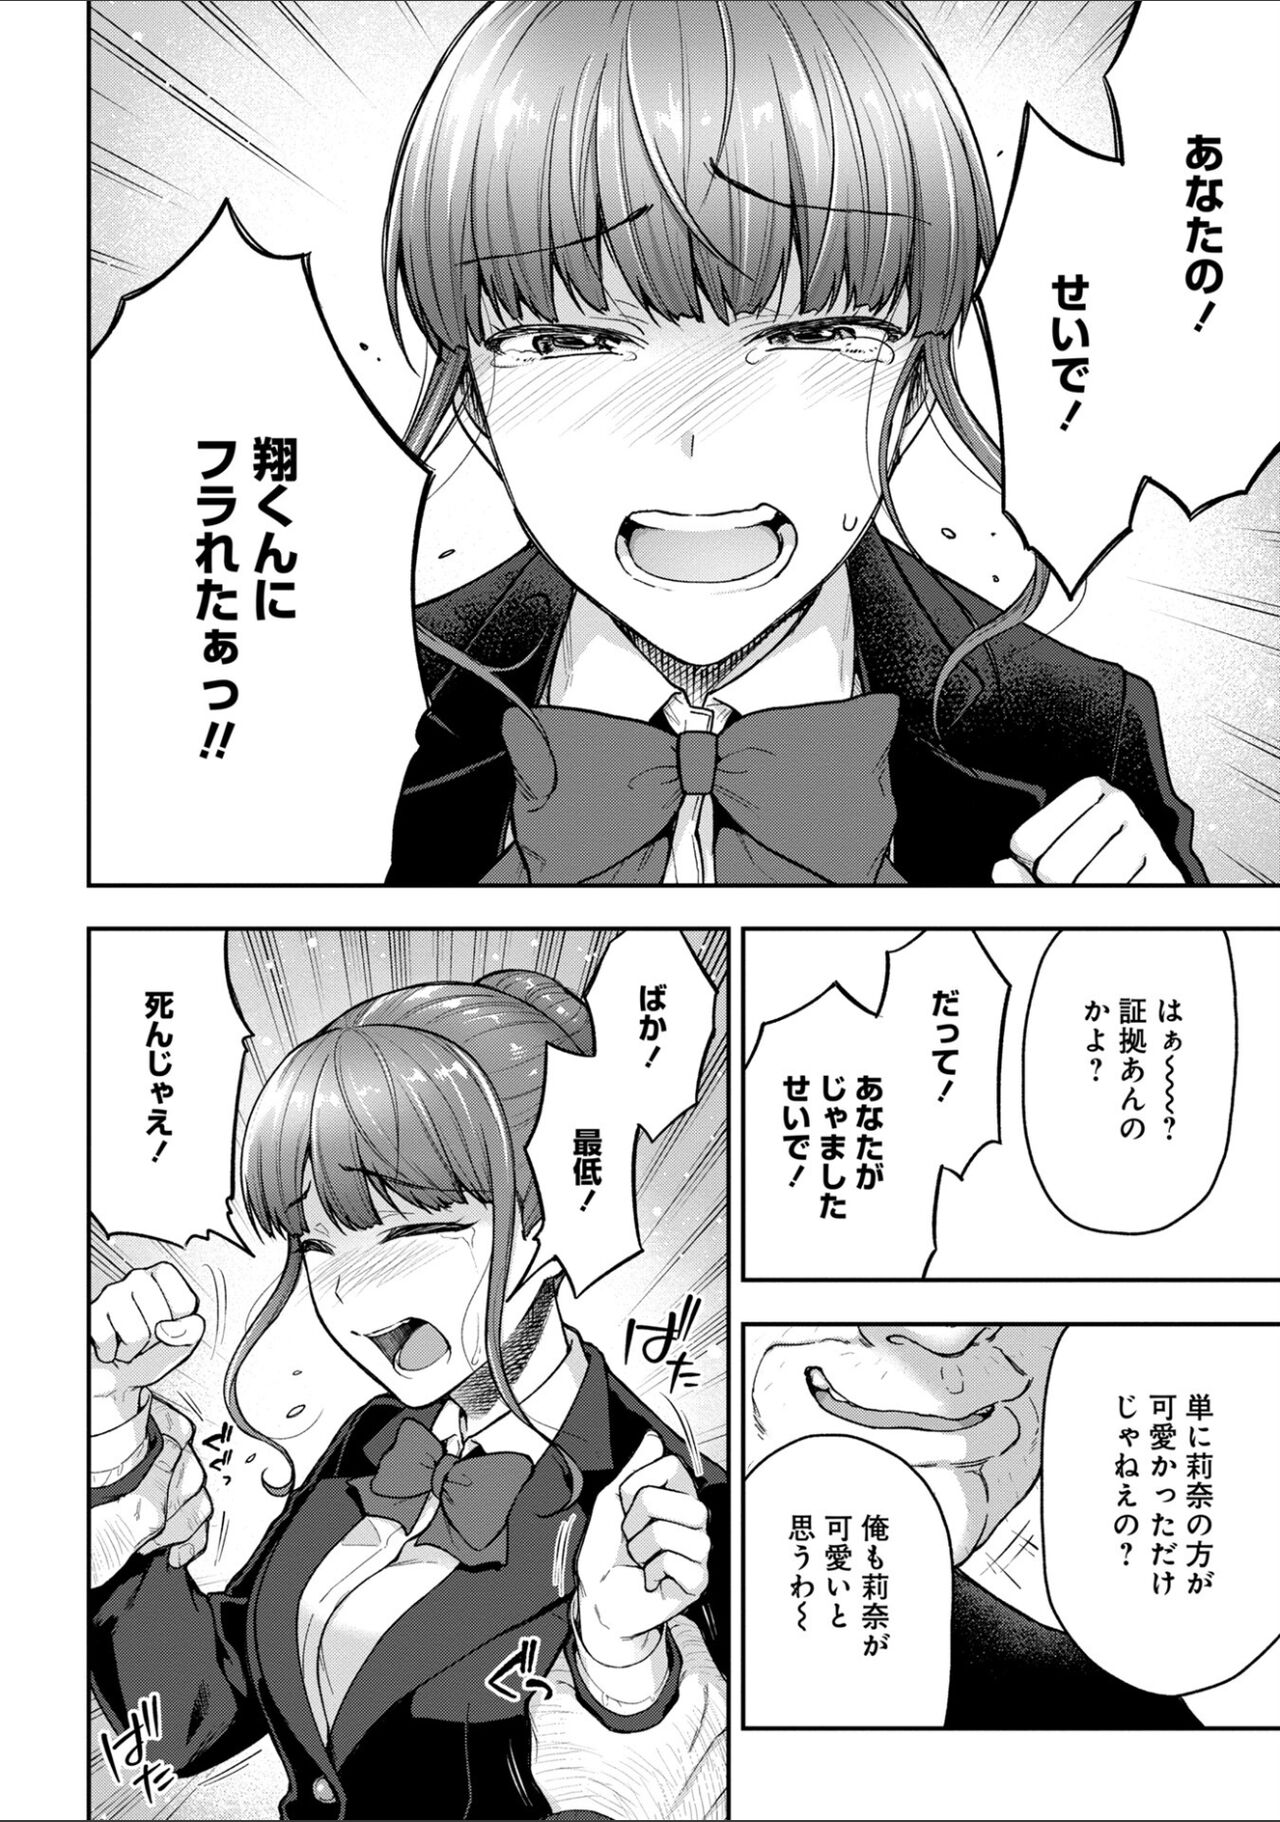 あなたの！
せいで！
翔くんに
フラれたぁっ!!
はぁ〜〜〜？
証拠あんの
かよ？
だって！
あなたが
じゃました
せいで！
単に莉奈の方が
可愛かっただけ
じゃねえの？
俺も莉奈が
可愛いと
思うわ〜
ばか！
最低！
死んじゃえ！
ばた
ぐぐっ
ぐっ
ばた